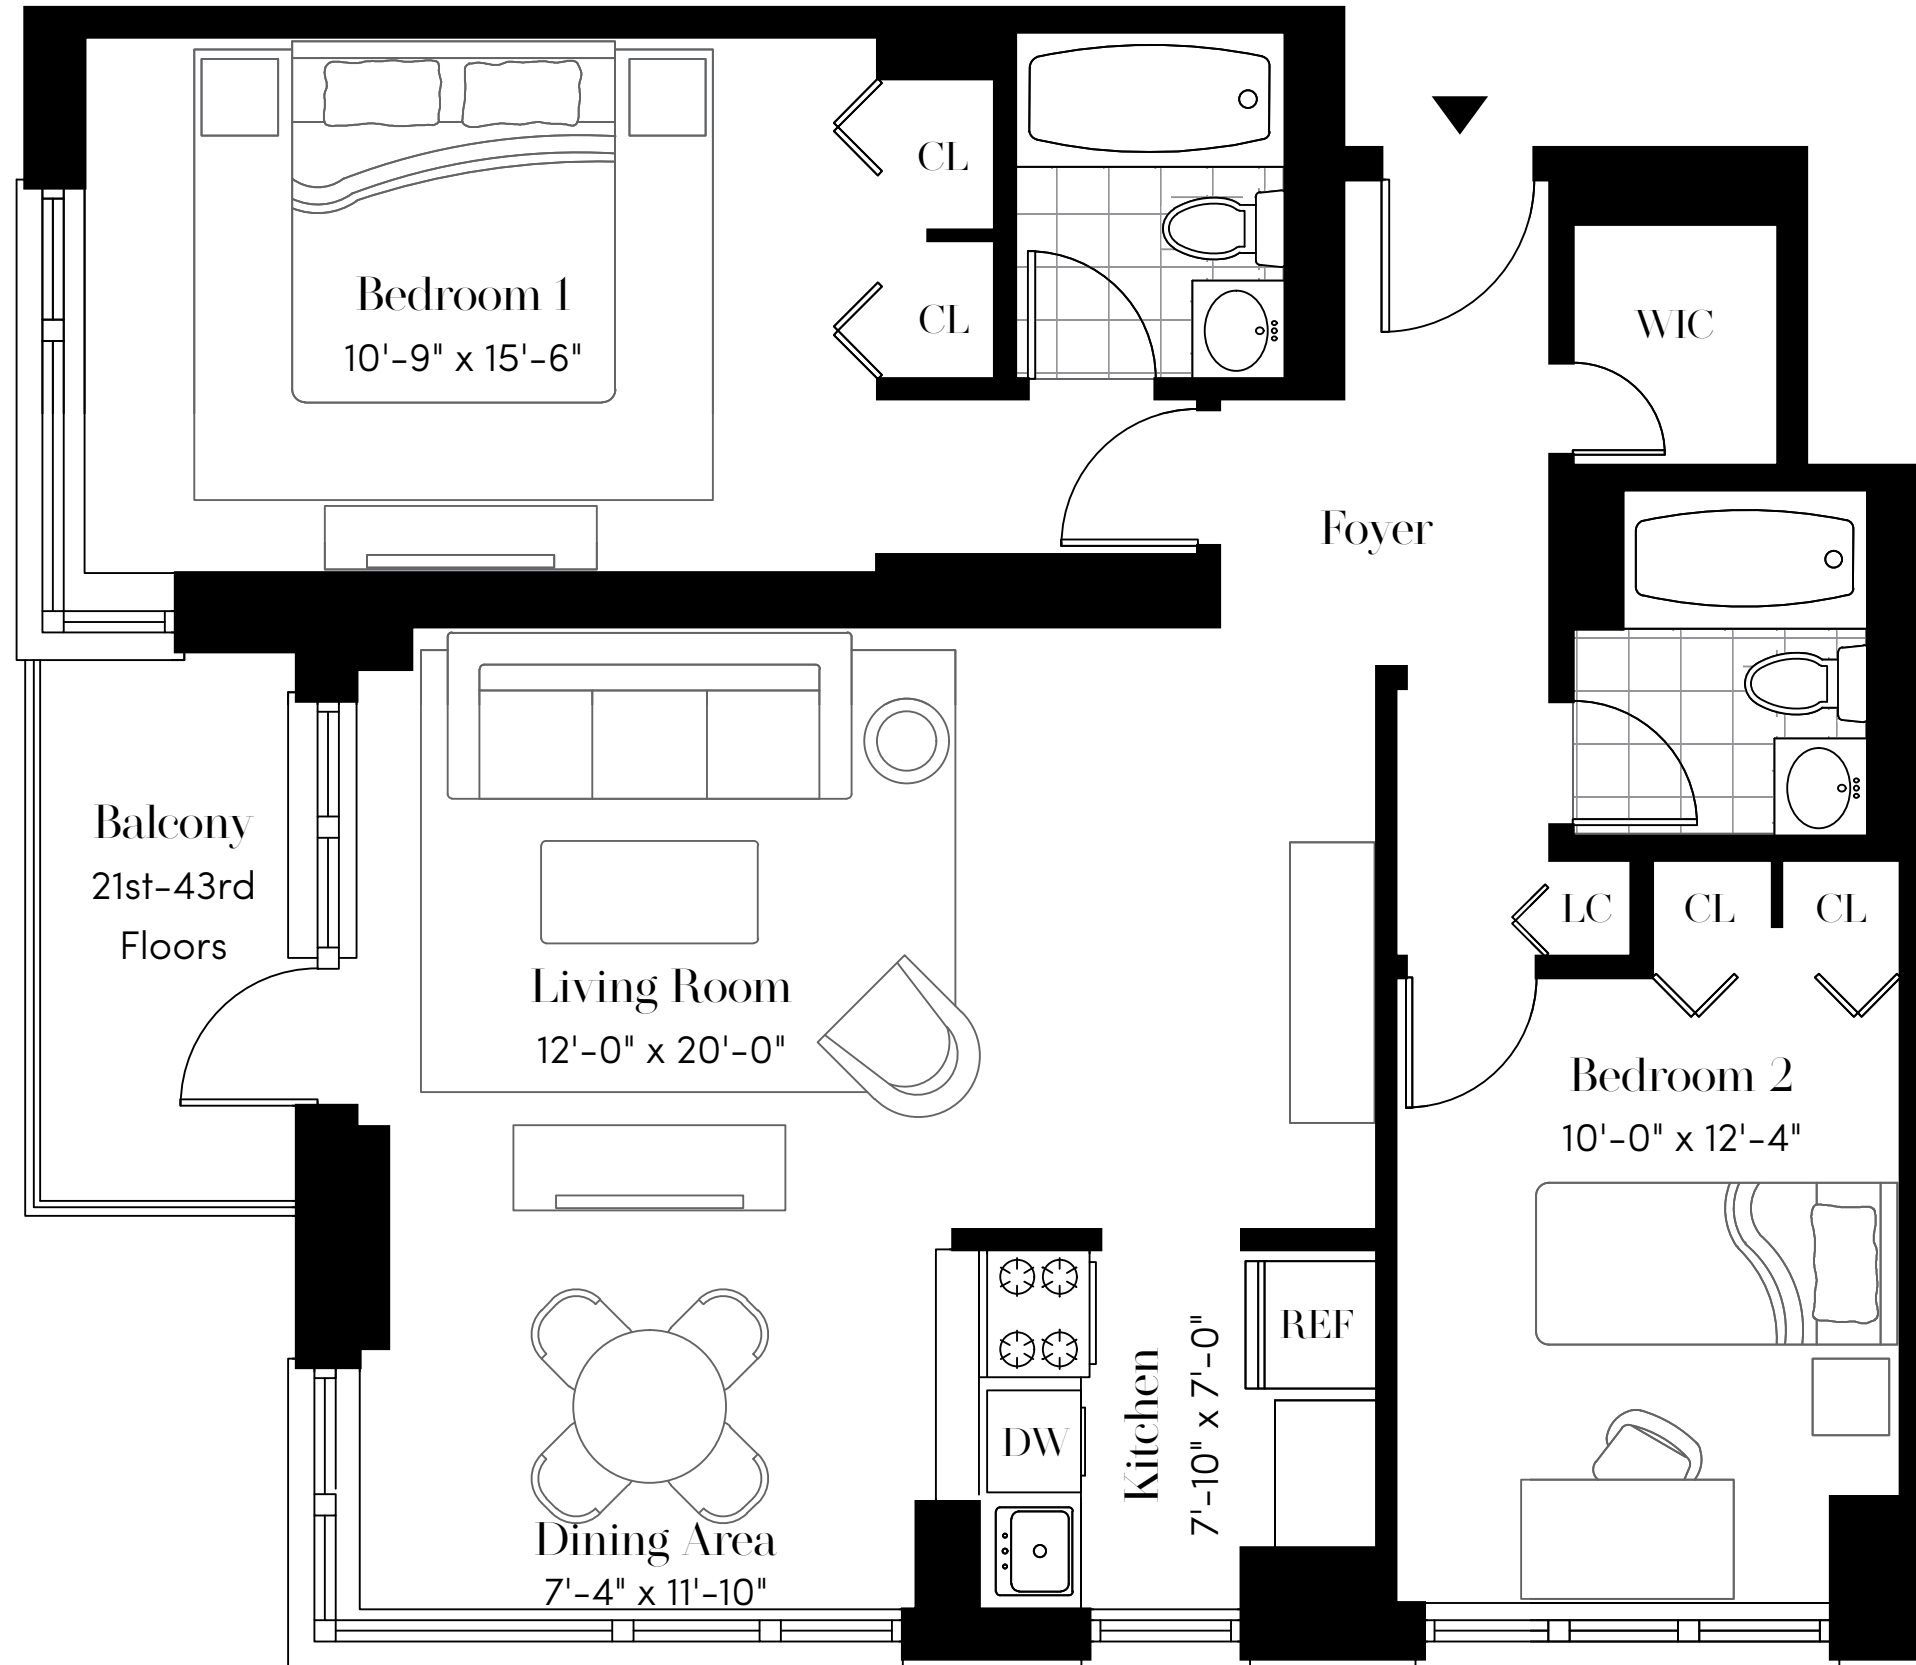 CL
Bedroom 1
10'-9" x 15'-6"
CL
WIC
Foyer
Balcony
21st-43rd
Floors
LC
CL
CL
Living Room
12'-0" x 20'-0"
Bedroom 2
10'-0" x 12'-4"
REF
DW
Kitchen
7'-10" x 7'-0"
Dining Area
7'-4" x 11'-10"